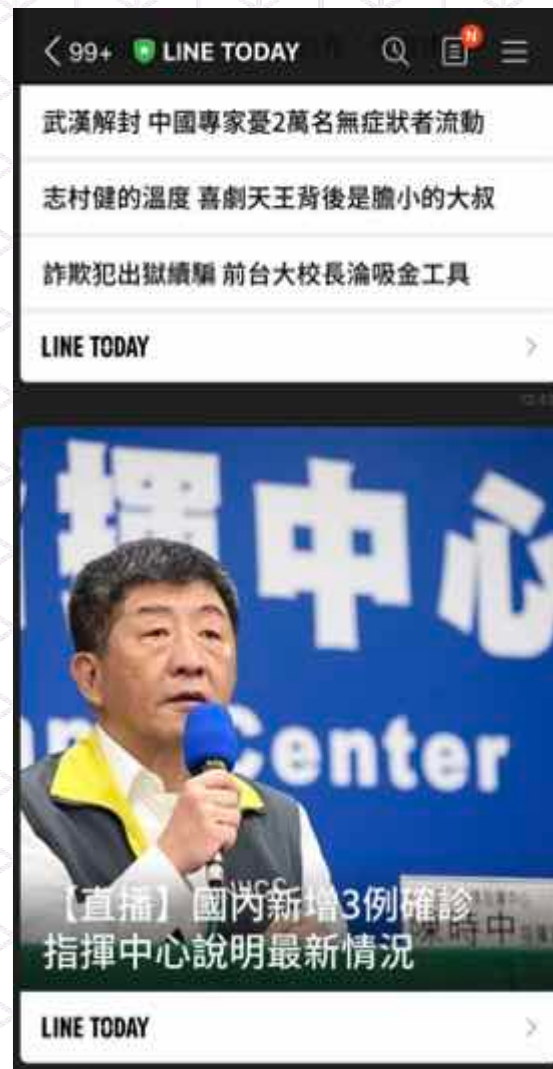 99+ LINE TODAY N
武漢解封 中國專家憂2萬名無症狀者流動
志村健的溫度 喜劇天王背後是膽小的大叔
詐欺犯出獄續騙 前台大校長淪吸金工具
LINE TODAY
揮中心
Center
陳時中
【直播】國內新增3例確診
指揮中心說明最新情況
LINE TODAY